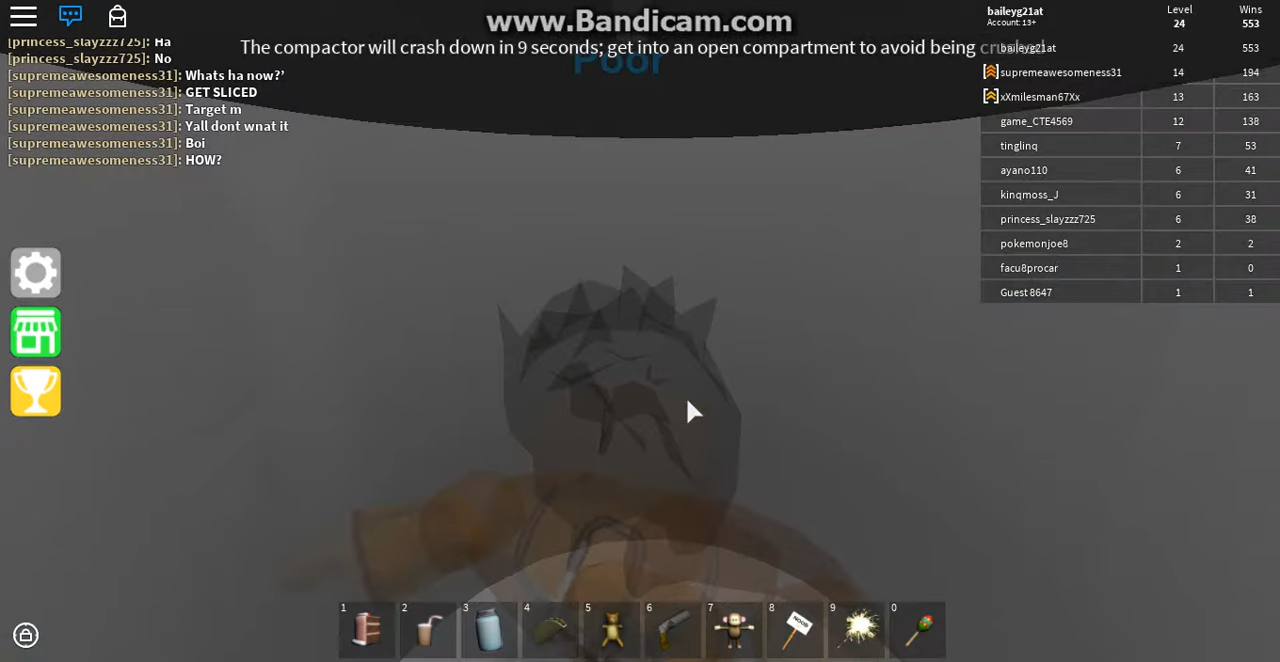 www.Bandicam.com
[princess_slayzzz725]: Ha
[princess_slayzzz725]: No
[supremeawesomeness31]: Whats ha now?'
[supremeawesomeness31]: GET SLICED
[supremeawesomeness31]: Target m
[supremeawesomeness31]: Yall dont wnat it
[supremeawesomeness31]: Boi
[supremeawesomeness31]: HOW?
The compactor will crash down in 9 seconds; get into an open compartment to avoid being crushed!
Poor
baileyg21at Level Wins
Account: 13+ 24 553
baileyg21at 24 553
supremeawesomeness31 14 194
xXmilesman67Xx 13 163
game_CTE4569 12 138
tinglinq 7 53
ayano110 6 41
kinqmoss_J 6 31
princess_slayzzz725 6 38
pokemonjoe8 2 2
facu8procar 1 0
Guest 8647 1 1
1 2 3 4 5 6 7 8 9 0
NOOB